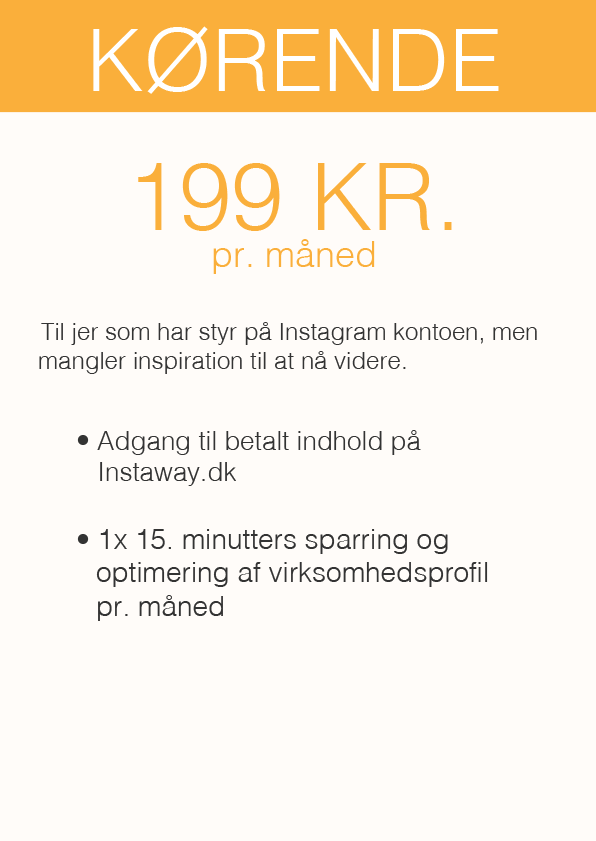 KØRENDE
199 KR.
pr. måned
Til jer som har styr på Instagram kontoen, men
mangler inspiration til at nå videre.
• Adgang til betalt indhold på
Instaway.dk
• 1x 15. minutters sparring og
optimering af virksomhedsprofil
pr. måned